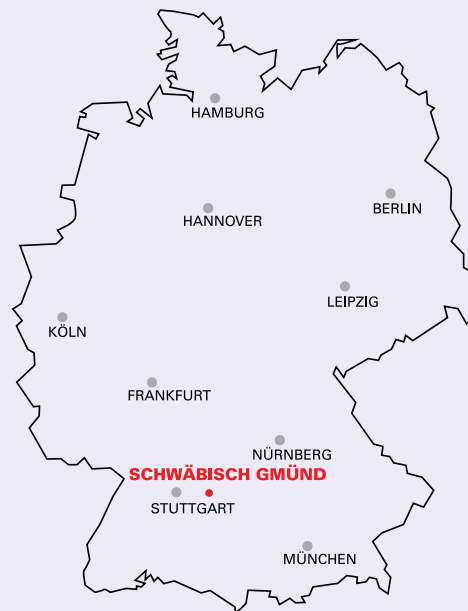 HAMBURG
BERLIN
HANNOVER
LEIPZIG
KÖLN
FRANKFURT
NÜRNBERG
SCHWÄBISCH GMÜND
STUTTGART
MÜNCHEN